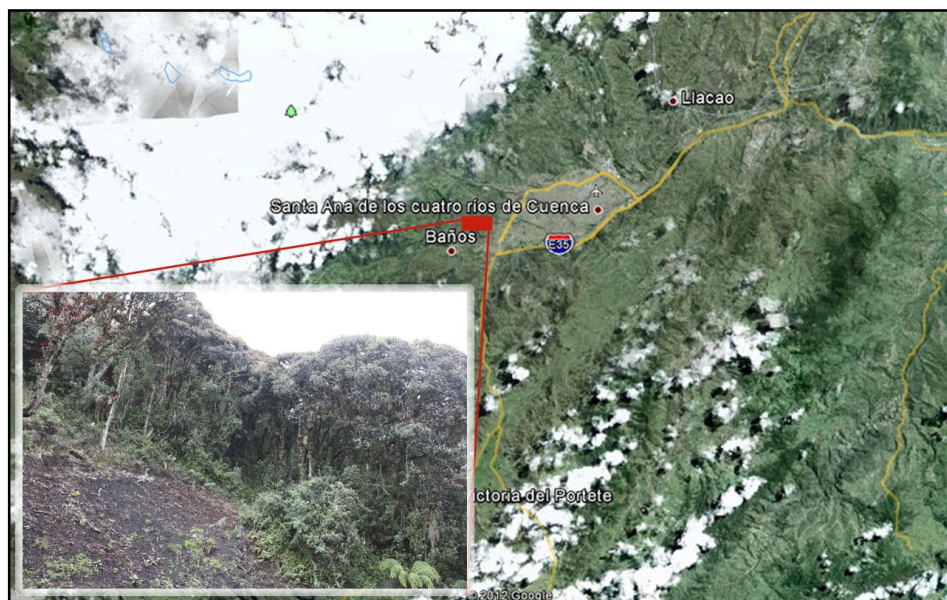 Llacao
Santa Ana de los cuatro ríos de Cuenca
Baños
E35
ictoria del Portete
© 2012 Google